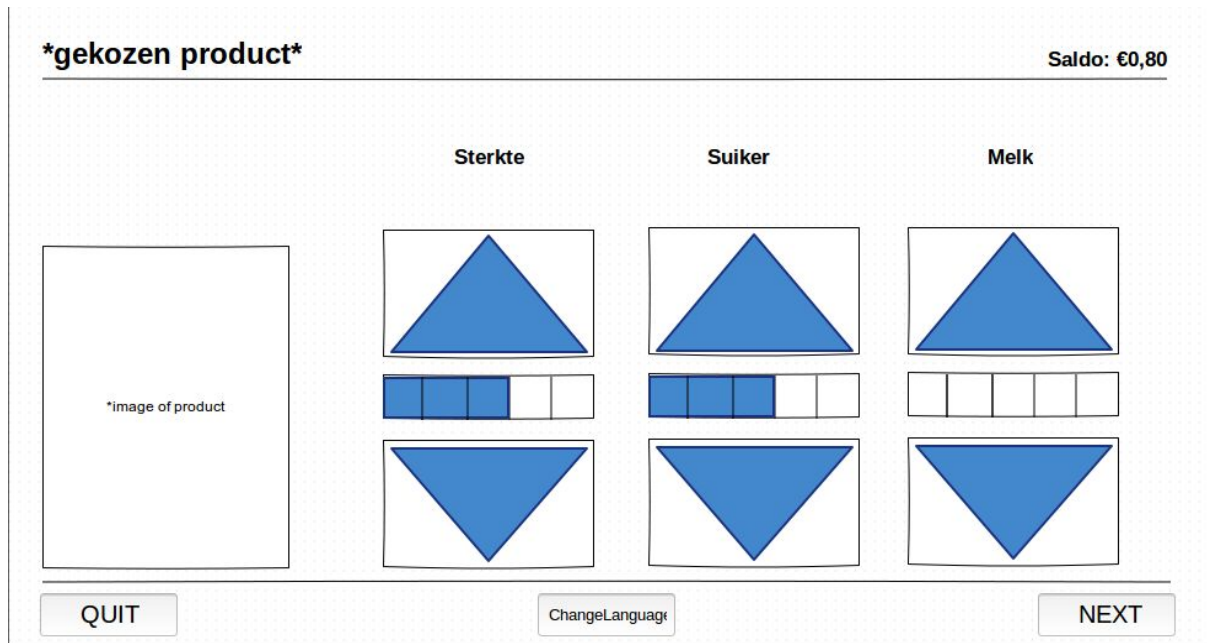 *gekozen product*
Saldo: €0,80
Sterkte Suiker Melk
*image of product
QUIT ChangeLanguage NEXT